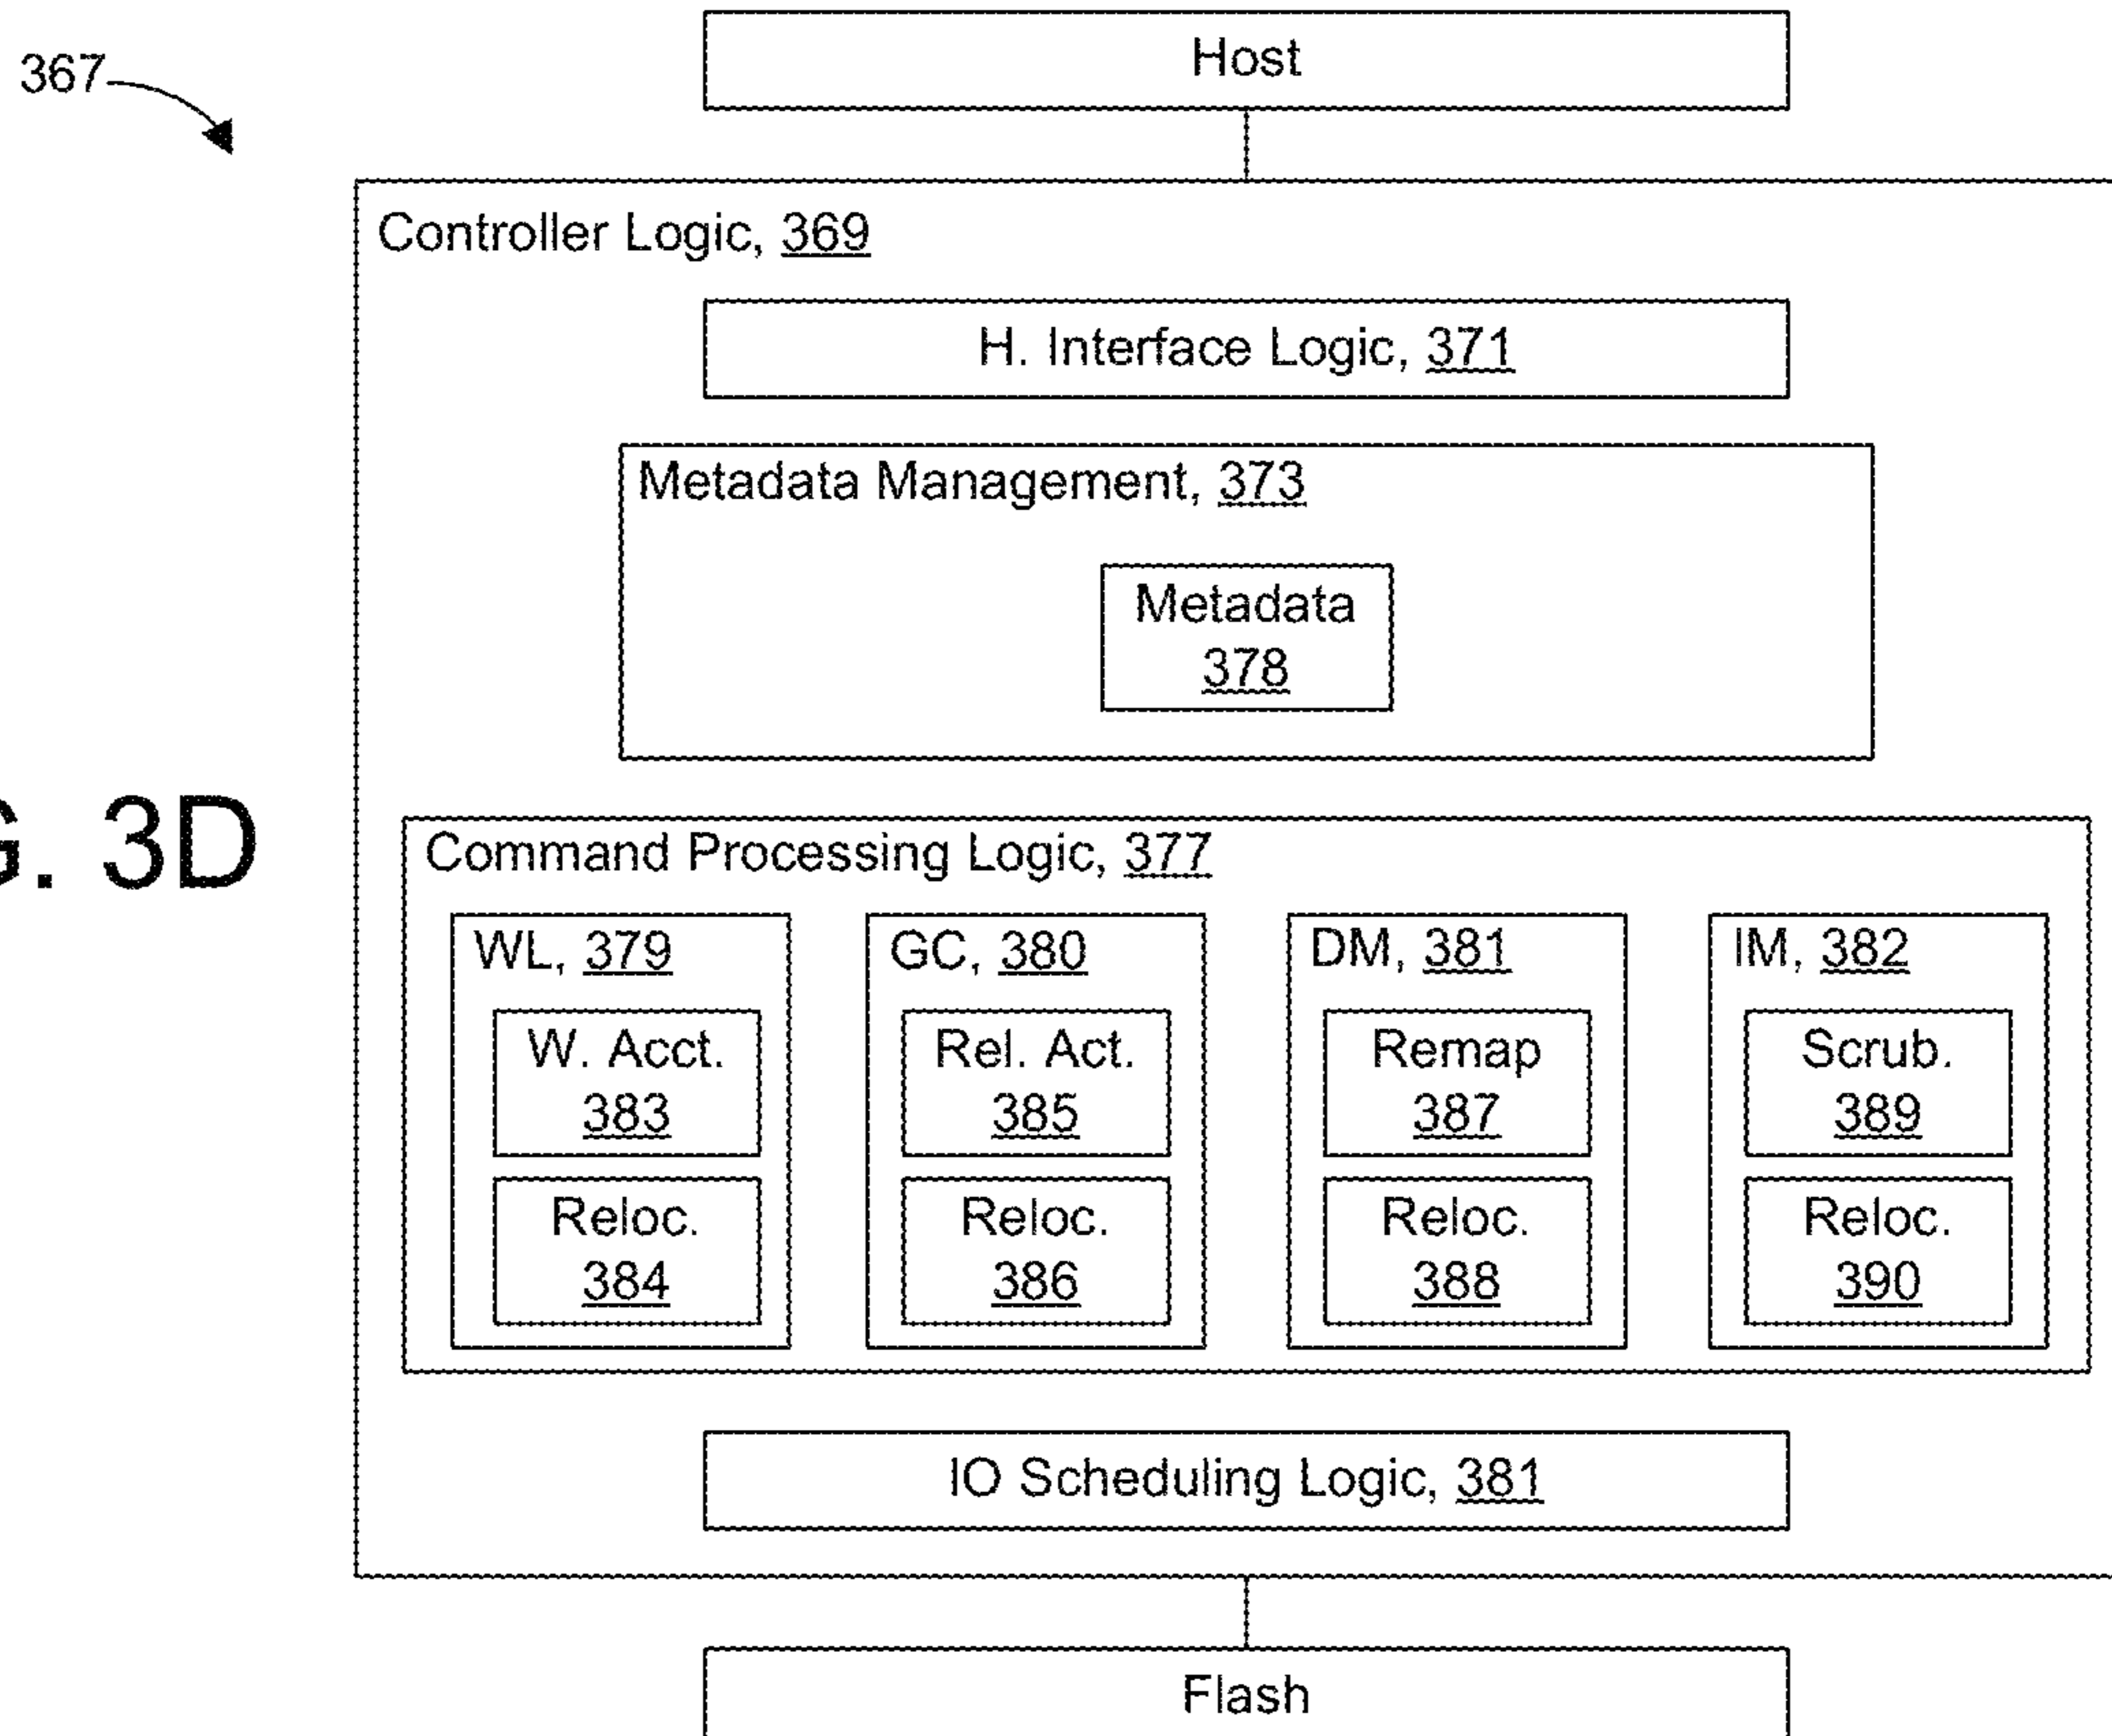 367
Host
Controller Logic, 369
H. Interface Logic, 371
Metadata Management, 373
Metadata
378
G. 3D
Command Processing Logic, 377
WL, 379
W. Acct.
383
Reloc.
384
GC, 380
Rel. Act.
385
Reloc.
386
DM, 381
Remap
387
Reloc.
388
IM, 382
Scrub.
389
Reloc.
390
IO Scheduling Logic, 381
Flash